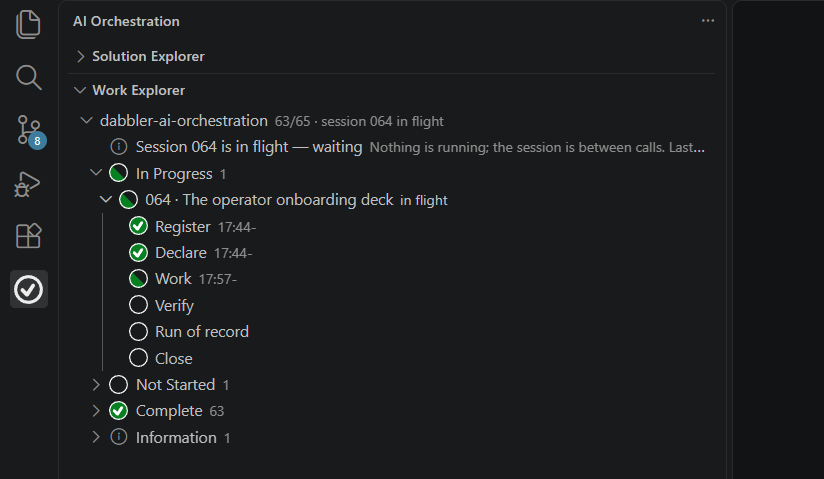 AI Orchestration
Solution Explorer
Work Explorer
dabbler-ai-orchestration 63/65 · session 064 in flight
Session 064 is in flight — waiting Nothing is running; the session is between calls. Last...
In Progress 1
064 · The operator onboarding deck in flight
Register 17:44-
Declare 17:44-
Work 17:57-
Verify
Run of record
Close
Not Started 1
Complete 63
Information 1
8